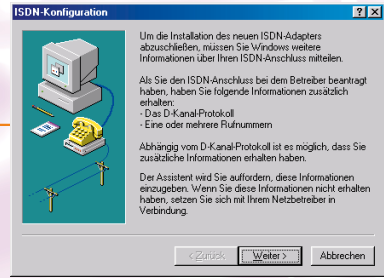 ISDN-Konfiguration
Um die Installation des neuen ISDN-Adapters
abzuschließen, müssen Sie Windows weitere
Informationen über Ihren ISDN-Anschluss mitteilen.
Als Sie den ISDN-Anschluss bei dem Betreiber beantragt
haben, haben Sie folgende Informationen zusätzlich
erhalten:
- Das D-Kanal-Protokoll
- Eine oder mehrere Rufnummern
Abhängig vom D-Kanal-Protokoll ist es möglich, dass Sie
zusätzliche Informationen erhalten haben.
Der Assistent wird Sie auffordern, diese Informationen
einzugeben. Wenn Sie diese Informationen nicht erhalten
haben, setzen Sie sich mit Ihrem Netzbetreiber in
Verbindung.
< Zurück Weiter > Abbrechen